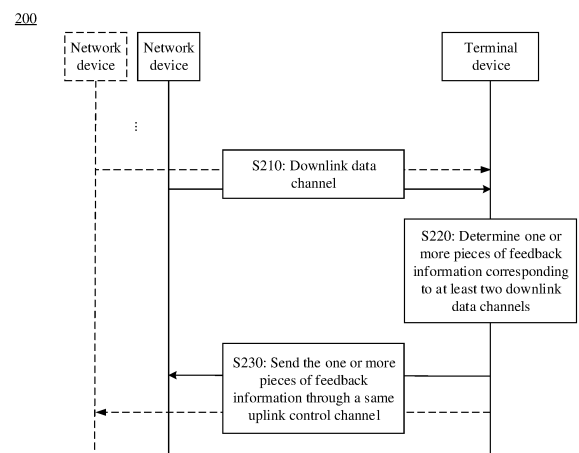 200
Network
device
Network
device
Terminal
device
...
S210: Downlink data
channel
S220: Determine one or
more pieces of feedback
information corresponding
to at least two downlink
data channels
S230: Send the one or more
pieces of feedback
information through a same
uplink control channel